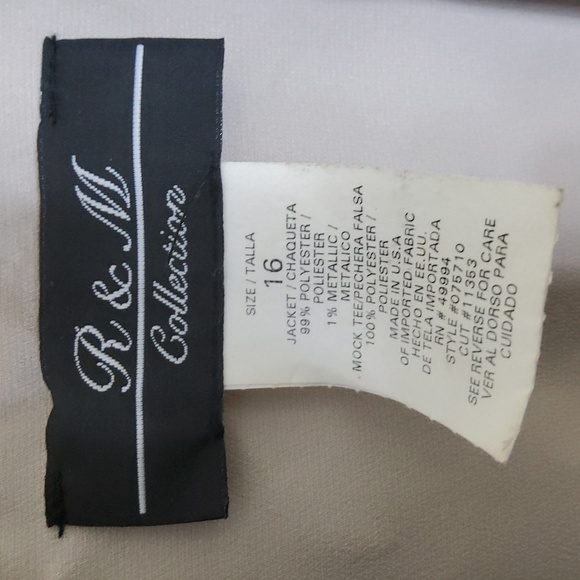 R & M
Collection
SIZE / TALLA
16
JACKET / CHAQUETA
99% POLYESTER /
POLIESTER
1% METALLIC /
METALICO
MOCK TEE/PECHERA FALSA
100% POLYESTER /
POLIESTER
MADE IN U.S.A
OF IMPORTED FABRIC
HECHO EN EE.UU.
DE TELA IMPORTADA
RN # 49994
STYLE #075710
CUT #11353
SEE REVERSE FOR CARE
VER AL DORSO PARA
CUIDADO